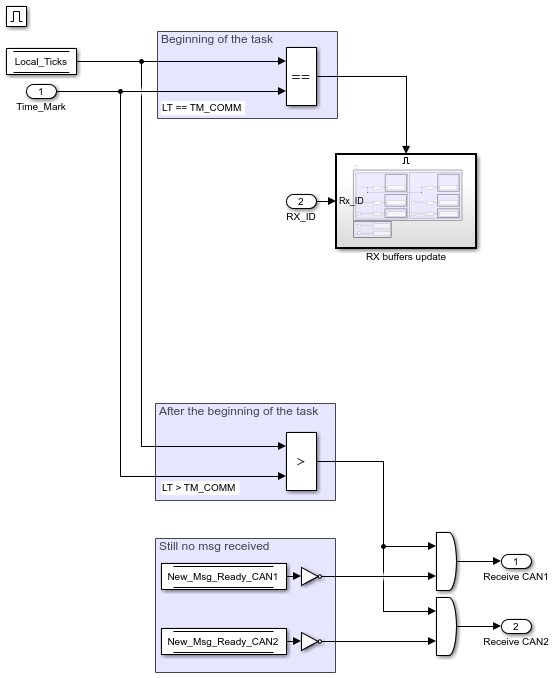 Beginning of the task
Local_Ticks
==
1
Time_Mark
LT == TM_COMM
2
Rx_ID
RX_ID
RX buffers update
After the beginning of the task
>
LT > TM_COMM
Still no msg received
1
New_Msg_Ready_CAN1
Receive CAN1
2
New_Msg_Ready_CAN2
Receive CAN2